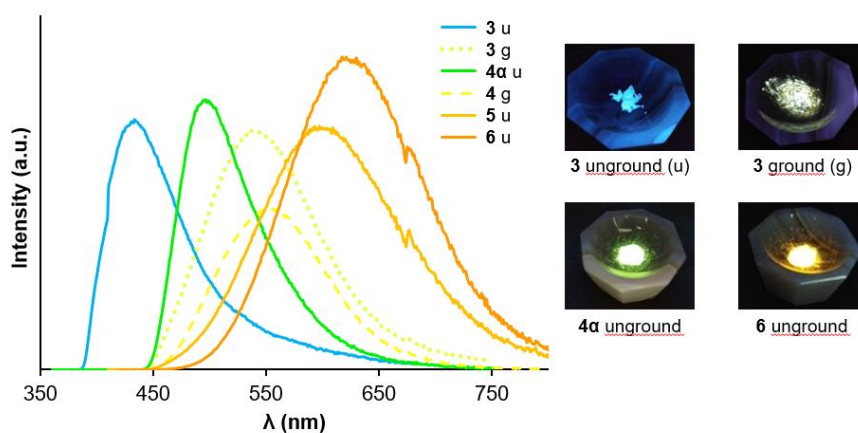 Intensity (a.u.)
350
450
550
650
750
λ (nm)
3 u
3 g
4α u
4 g
5 u
6 u
3 unground (u)
3 ground (g)
4α unground
6 unground